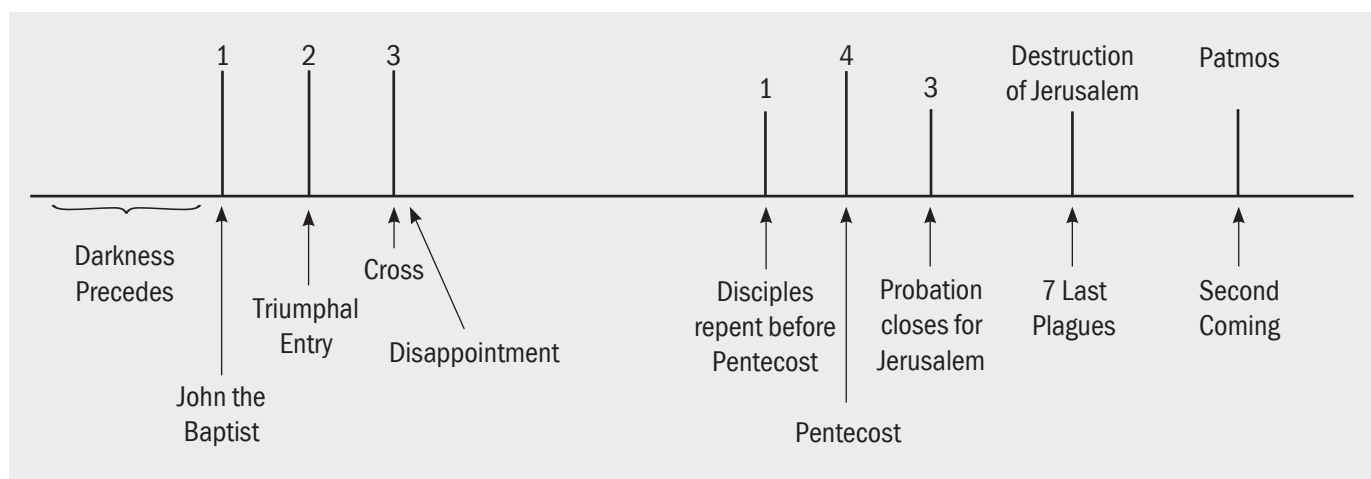 1
2
3
1
4
3
Destruction
of Jerusalem
Patmos
Darkness
Precedes
John the
Baptist
Triumphal
Entry
Cross
Disappointment
Disciples
repent before
Pentecost
Pentecost
Probation
closes for
Jerusalem
7 Last
Plagues
Second
Coming